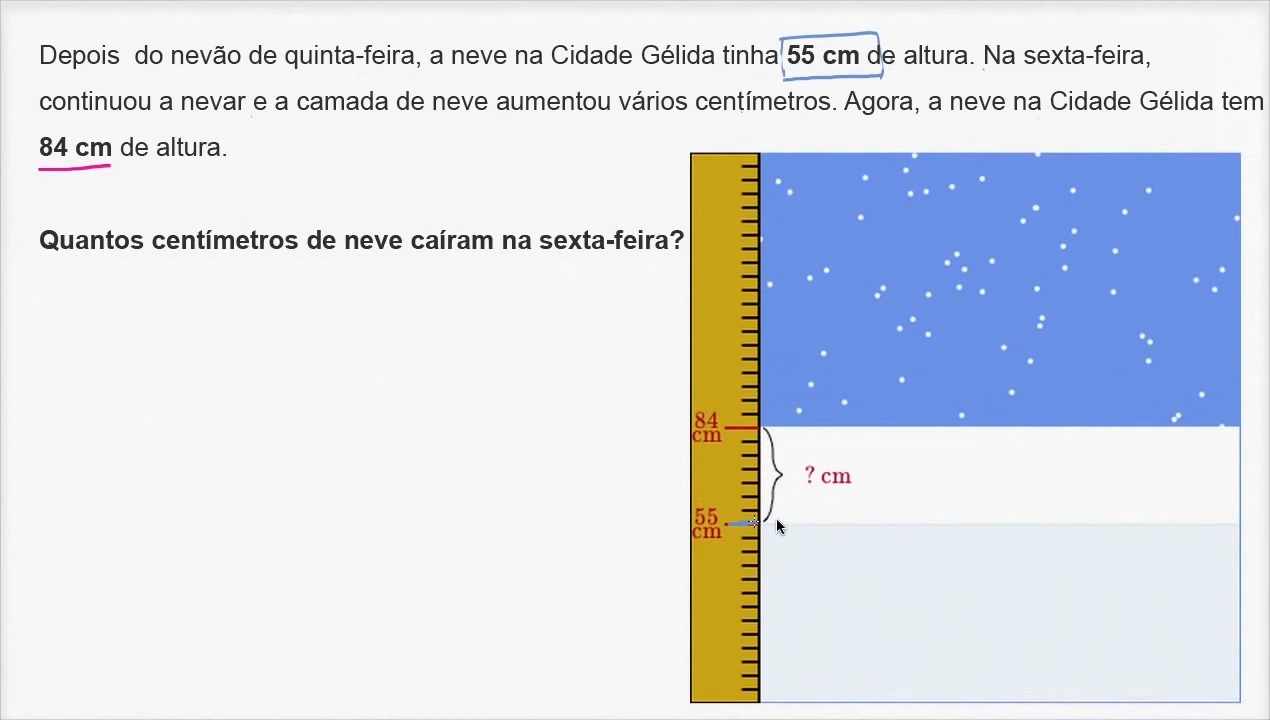 Depois do nevão de quinta-feira, a neve na Cidade Gélida tinha 55 cm de altura. Na sexta-feira,
continuou a nevar e a camada de neve aumentou vários centímetros. Agora, a neve na Cidade Gélida tem
84 cm de altura.
Quantos centímetros de neve caíram na sexta-feira?
84
cm
? cm
55
cm